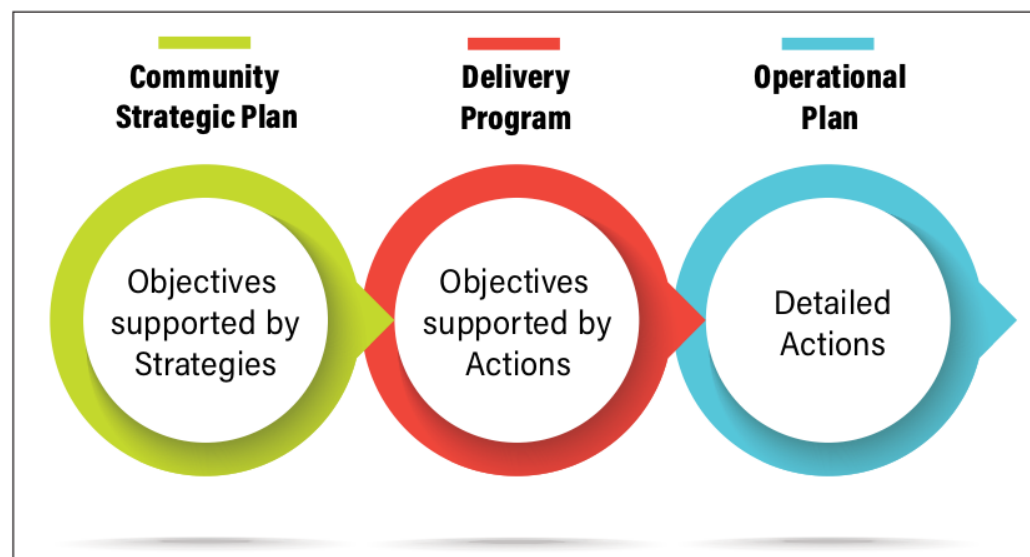 Community
Strategic Plan
Delivery
Program
Operational
Plan
Objectives
supported by
Strategies
Objectives
supported by
Actions
Detailed
Actions